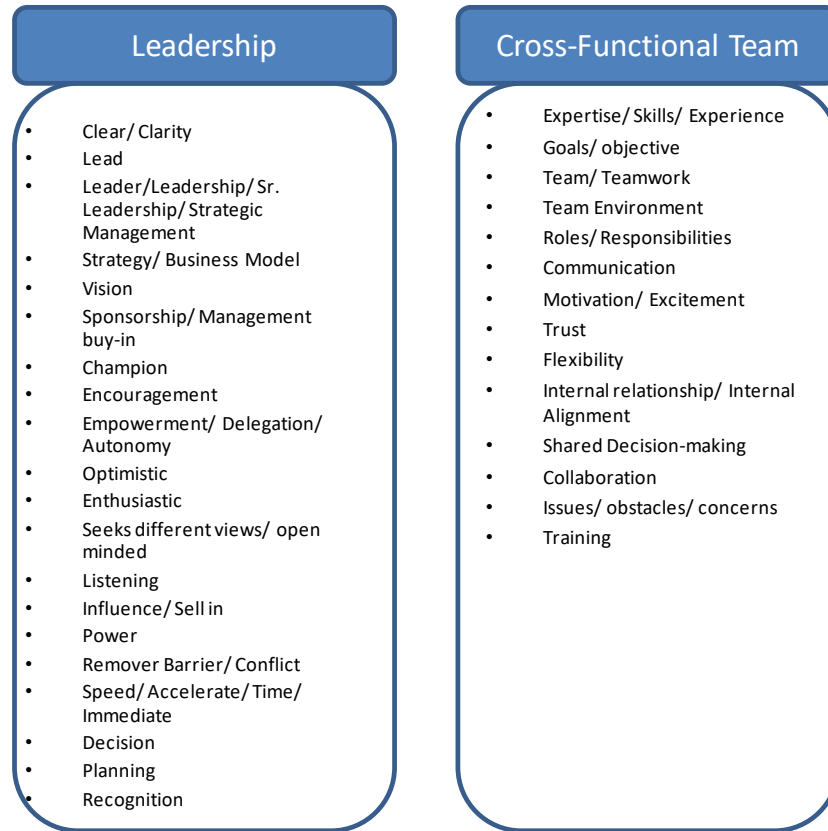 Leadership
• Clear/ Clarity
• Lead
• Leader/Leadership/ Sr.
Leadership/ Strategic
Management
• Strategy/ Business Model
• Vision
• Sponsorship/ Management
buy-in
• Champion
• Encouragement
• Empowerment/ Delegation/
Autonomy
• Optimistic
• Enthusiastic
• Seeks different views/ open
minded
• Listening
• Influence/ Sell in
• Power
• Remover Barrier/ Conflict
• Speed/ Accelerate/ Time/
Immediate
• Decision
• Planning
• Recognition
Cross-Functional Team
• Expertise/ Skills/ Experience
• Goals/ objective
• Team/ Teamwork
• Team Environment
• Roles/ Responsibilities
• Communication
• Motivation/ Excitement
• Trust
• Flexibility
• Internal relationship/ Internal
Alignment
• Shared Decision-making
• Collaboration
• Issues/ obstacles/ concerns
• Training